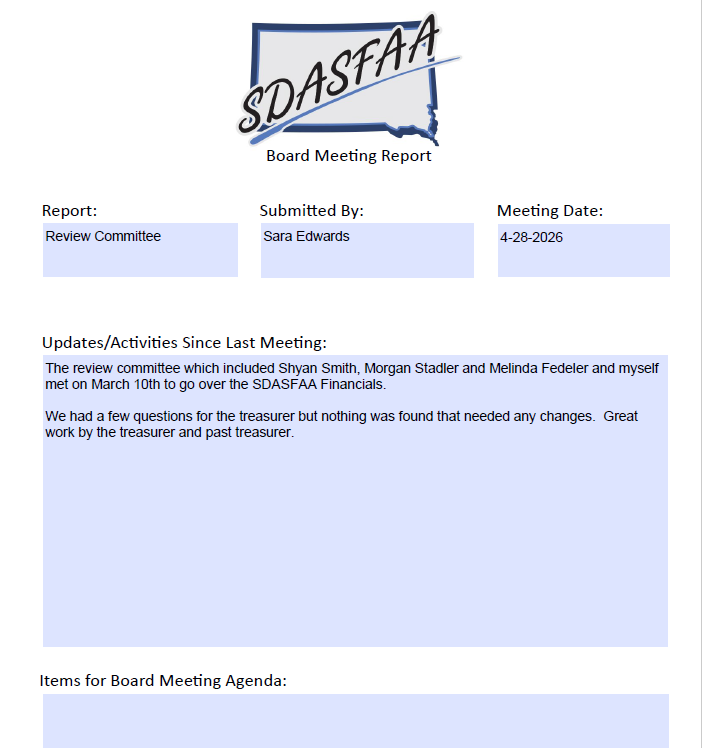 SDASFAA
Board Meeting Report
Report:
Submitted By:
Meeting Date:
Review Committee
Sara Edwards
4-28-2026
Updates/Activities Since Last Meeting:
The review committee which included Shyan Smith, Morgan Stadler and Melinda Fedeler and myself
met on March 10th to go over the SDASFAA Financials.
We had a few questions for the treasurer but nothing was found that needed any changes.  Great
work by the treasurer and past treasurer.
Items for Board Meeting Agenda: